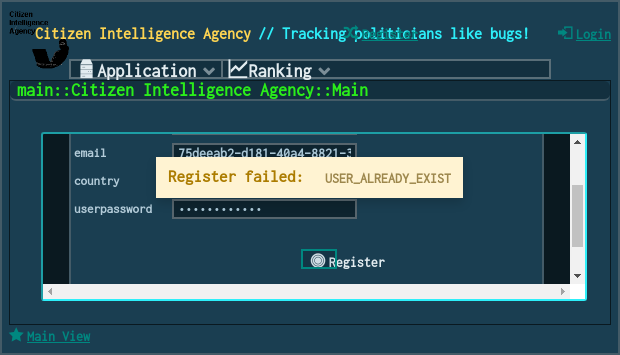 Citizen
Intelligence
Agency
Citizen Intelligence Agency // Tracking politicians like bugs!
Register
Login
Application
Ranking
main::Citizen Intelligence Agency::Main
email
75deeab2-d181-40a4-8821-3
country
Register failed: USER_ALREADY_EXIST
userpassword
••••••••••••
Register
Main View